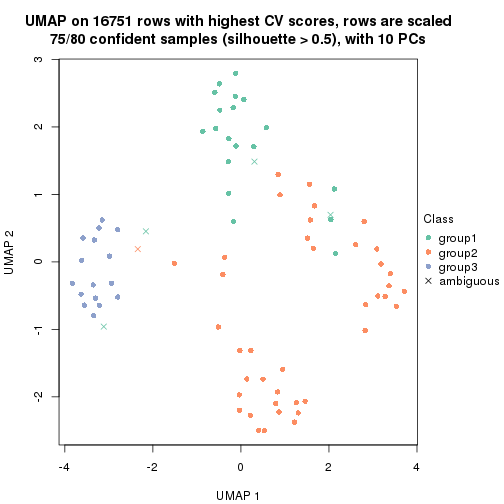 UMAP on 16751 rows with highest CV scores, rows are scaled
75/80 confident samples (silhouette > 0.5), with 10 PCs
3
2
1
0
-1
-2
UMAP 2
-4
-2
0
2
4
UMAP 1
Class
group1
group2
group3
ambiguous